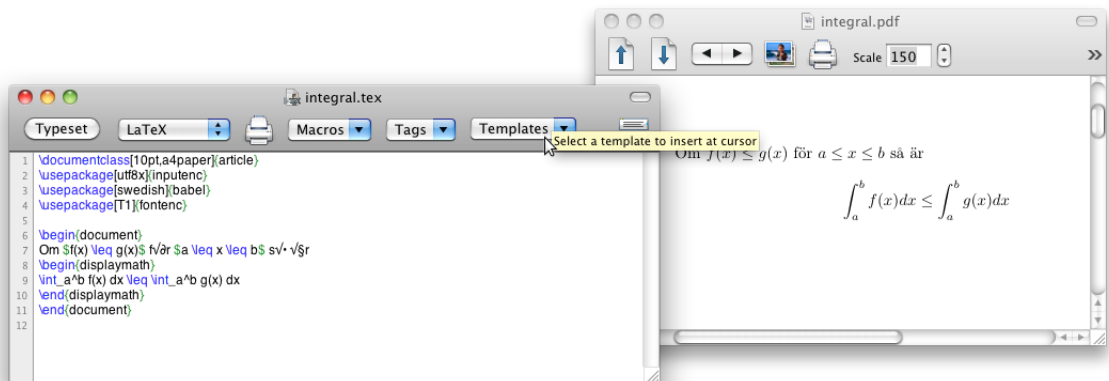 integral.pdf
Scale 150
»
integral.tex
Typeset LaTeX Macros Tags Templates
Select a template to insert at cursor
1 \documentclass[10pt,a4paper]{article}
2 \usepackage[utf8x]{inputenc}
3 \usepackage[swedish]{babel}
4 \usepackage[T1]{fontenc}
5
6 \begin{document}
7 Om $f(x) \leq g(x)$ f√∂r $a \leq x \leq b$ s√• √§r
8 \begin{displaymath}
9 \int_a^b f(x) dx \leq \int_a^b g(x) dx
10 \end{displaymath}
11 \end{document}
12
Om f(x) ≤ g(x) för a ≤ x ≤ b så är
∫_a^b f(x)dx ≤ ∫_a^b g(x)dx